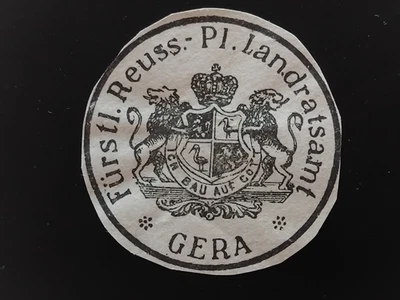 Fürstl. Reuss.-Pl. Landratsamt
ICH BAU AUF GOTT
GERA